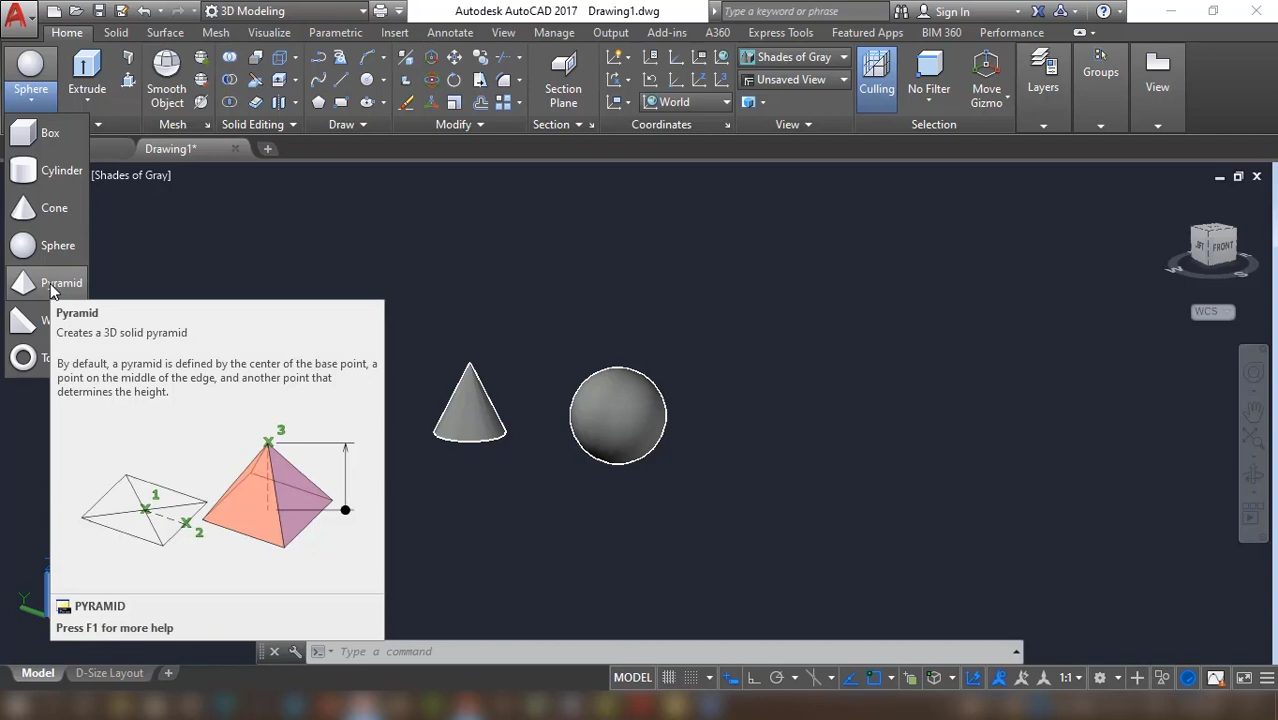 3D Modeling
Autodesk AutoCAD 2017 Drawing1.dwg
Type a keyword or phrase
Sign In
Home Solid Surface Mesh Visualize Parametric Insert Annotate View Manage Output Add-ins A360 Express Tools Featured Apps BIM 360 Performance
Sphere
Extrude
Smooth
Object
Section
Plane
Shades of Gray
Unsaved View
World
Culling
No Filter
Move
Gizmo
Layers
Groups
View
Mesh
Solid Editing
Draw
Modify
Section
Coordinates
View
Selection
Drawing1*
[Shades of Gray]
Box
Cylinder
Cone
Sphere
Pyramid
W
To
Pyramid
Creates a 3D solid pyramid
By default, a pyramid is defined by the center of the base point, a
point on the middle of the edge, and another point that
determines the height.
3
1
2
PYRAMID
Press F1 for more help
FRONT
W
S
WCS
Y
Type a command
Model
D-Size Layout
MODEL
1:1